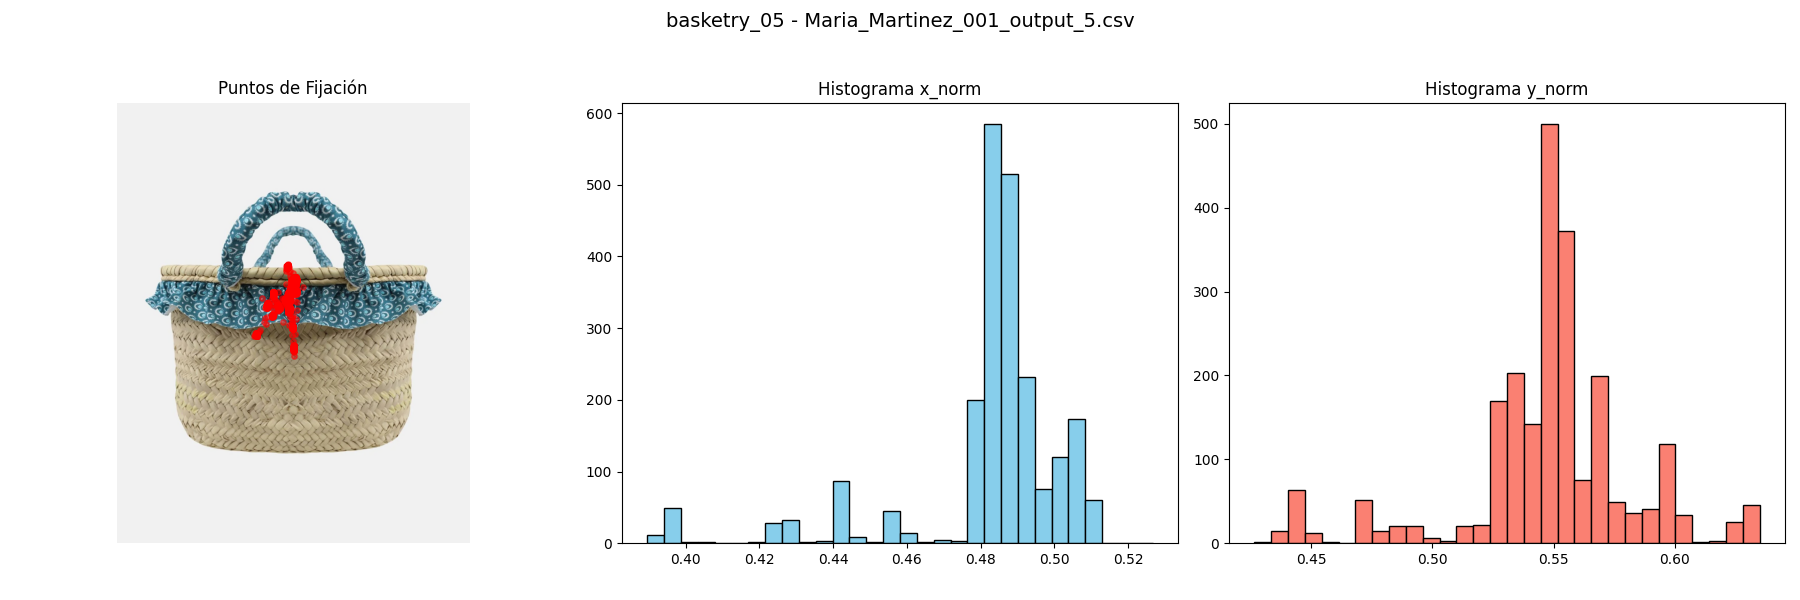 basketry_05 - Maria_Martinez_001_output_5.csv
Puntos de Fijación
Histograma x_norm
Histograma y_norm
600
500
400
300
200
100
0
0.40 0.42 0.44 0.46 0.48 0.50 0.52
500
400
300
200
100
0
0.45 0.50 0.55 0.60